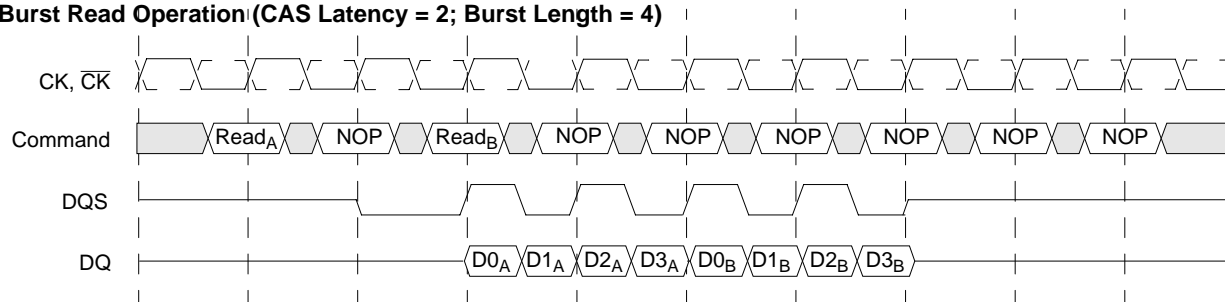 Burst Read Operation (CAS Latency = 2; Burst Length = 4)
CK, C̅K̅
Command Read_A NOP Read_B NOP NOP NOP NOP NOP NOP
DQS
DQ D0_A D1_A D2_A D3_A D0_B D1_B D2_B D3_B